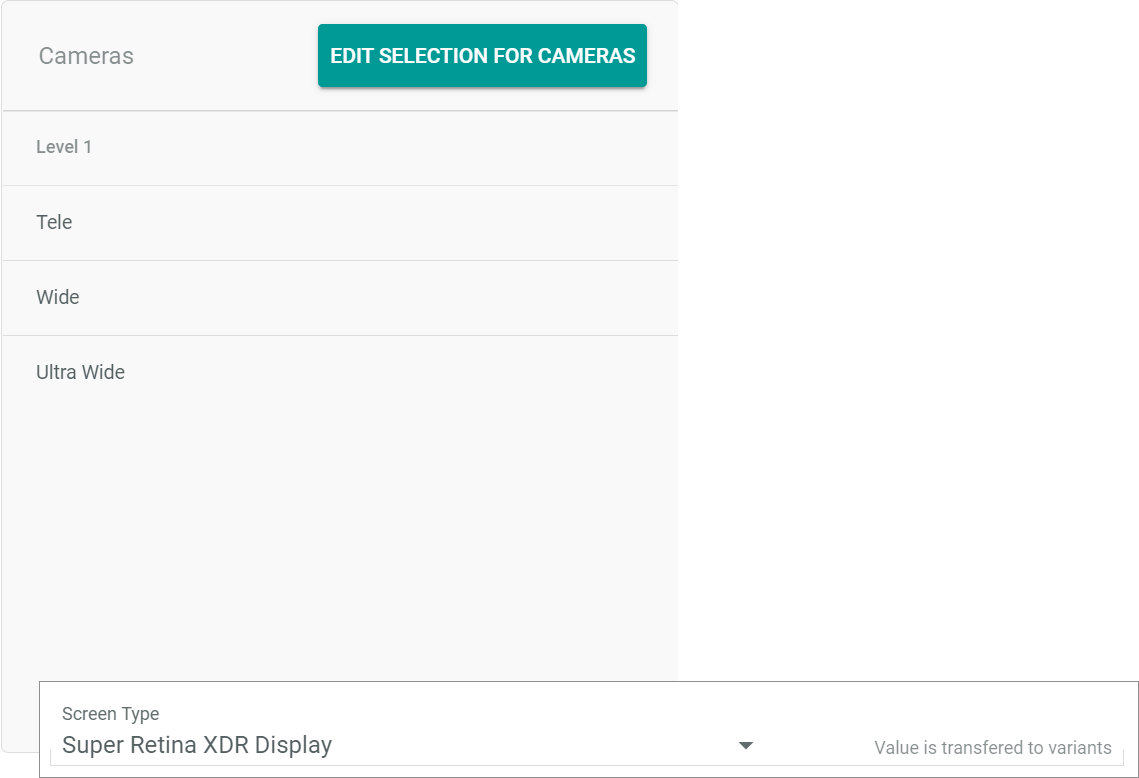 Cameras
EDIT SELECTION FOR CAMERAS
Level 1
Tele
Wide
Ultra Wide
Screen Type
Super Retina XDR Display
Value is transfered to variants